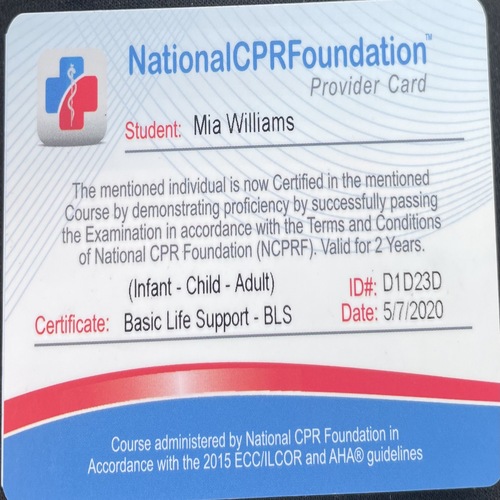 NationalCPRFoundation™
Provider Card
Student: Mia Williams
The mentioned individual is now Certified in the mentioned
Course by demonstrating proficiency by successfully passing
the Examination in accordance with the Terms and Conditions
of National CPR Foundation (NCPRF). Valid for 2 Years.
(Infant - Child - Adult) ID#: D1D23D
Certificate: Basic Life Support - BLS Date: 5/7/2020
Course administered by National CPR Foundation in
Accordance with the 2015 ECC/ILCOR and AHA® guidelines